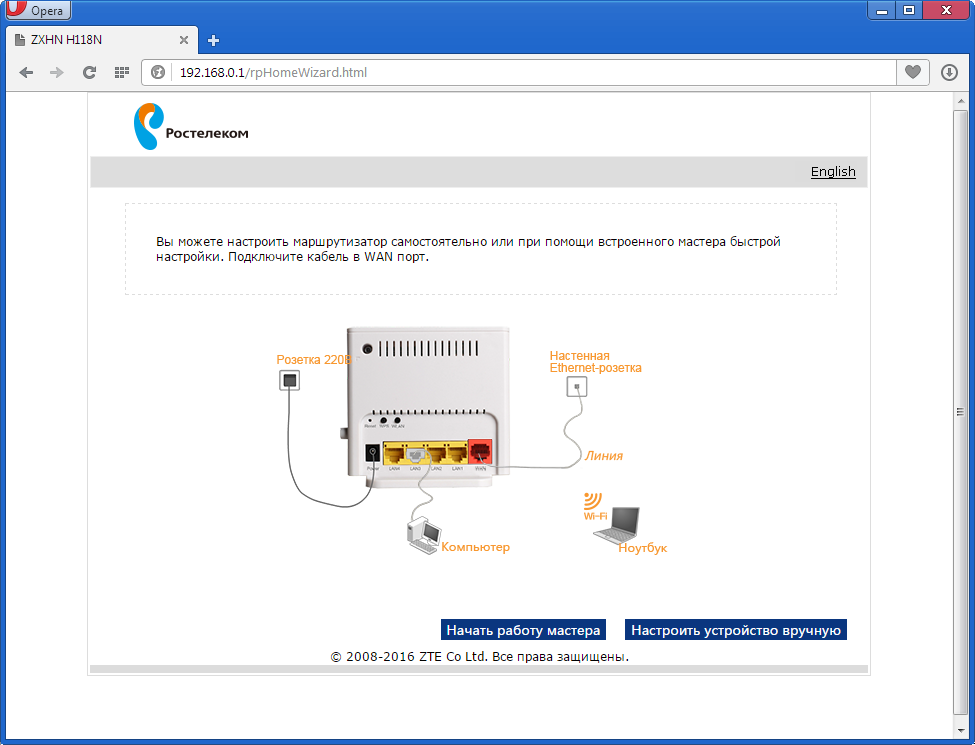 Opera
ZXHN H118N
192.168.0.1/rpHomeWizard.html
Ростелеком
English
Вы можете настроить маршрутизатор самостоятельно или при помощи встроенного мастера быстрой
настройки. Подключите кабель в WAN порт.
Розетка 220В
Настенная
Ethernet-розетка
Reset WPS WLAN
Power LAN4 LAN3 LAN2 LAN1 WAN
Линия
Wi-Fi
Компьютер
Ноутбук
Начать работу мастера
Настроить устройство вручную
© 2008-2016 ZTE Co Ltd. Все права защищены.